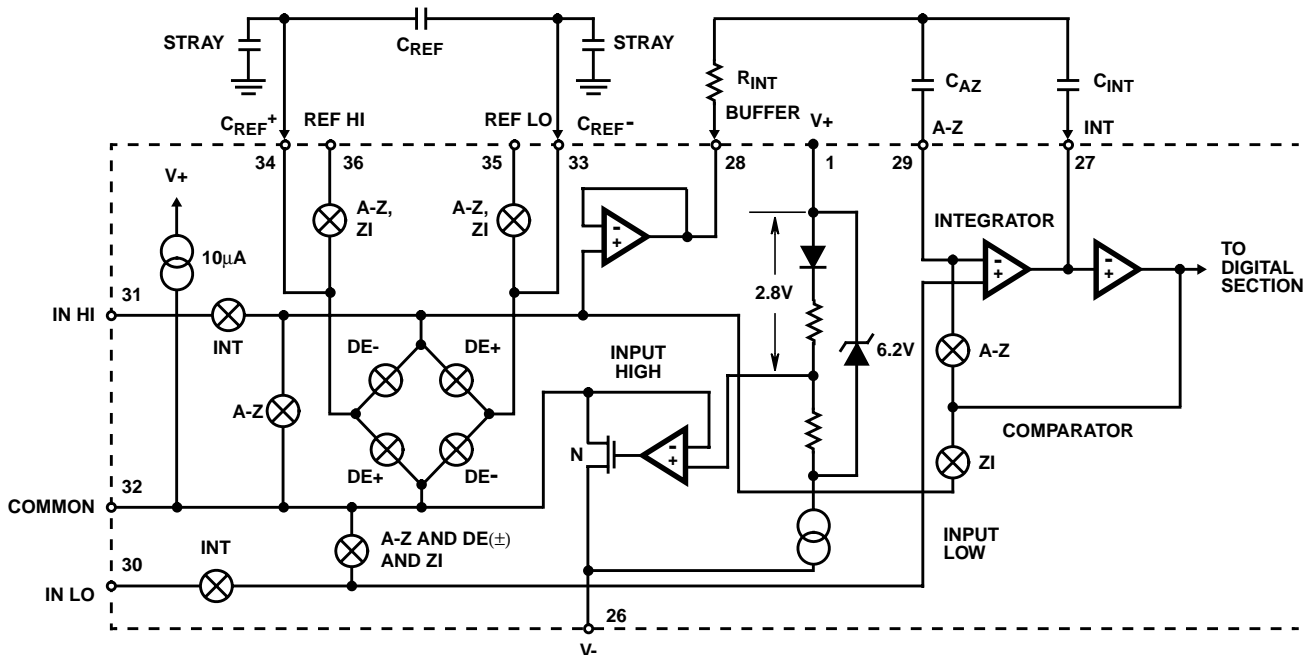 STRAY
CREF
STRAY
RINT
CAZ
CINT
BUFFER
CREF+
REF HI
REF LO
CREF-
V+
A-Z
INT
34
36
35
33
28
1
29
27
V+
A-Z,
ZI
A-Z,
ZI
10μA
INTEGRATOR
-
+
-
+
-
TO
DIGITAL
SECTION
2.8V
31
IN HI
INT
DE-
DE+
INPUT
HIGH
6.2V
A-Z
A-Z
COMPARATOR
N
-
+
ZI
DE+
DE-
32
COMMON
INT
A-Z AND DE(±)
AND ZI
INPUT
LOW
30
IN LO
26
V-